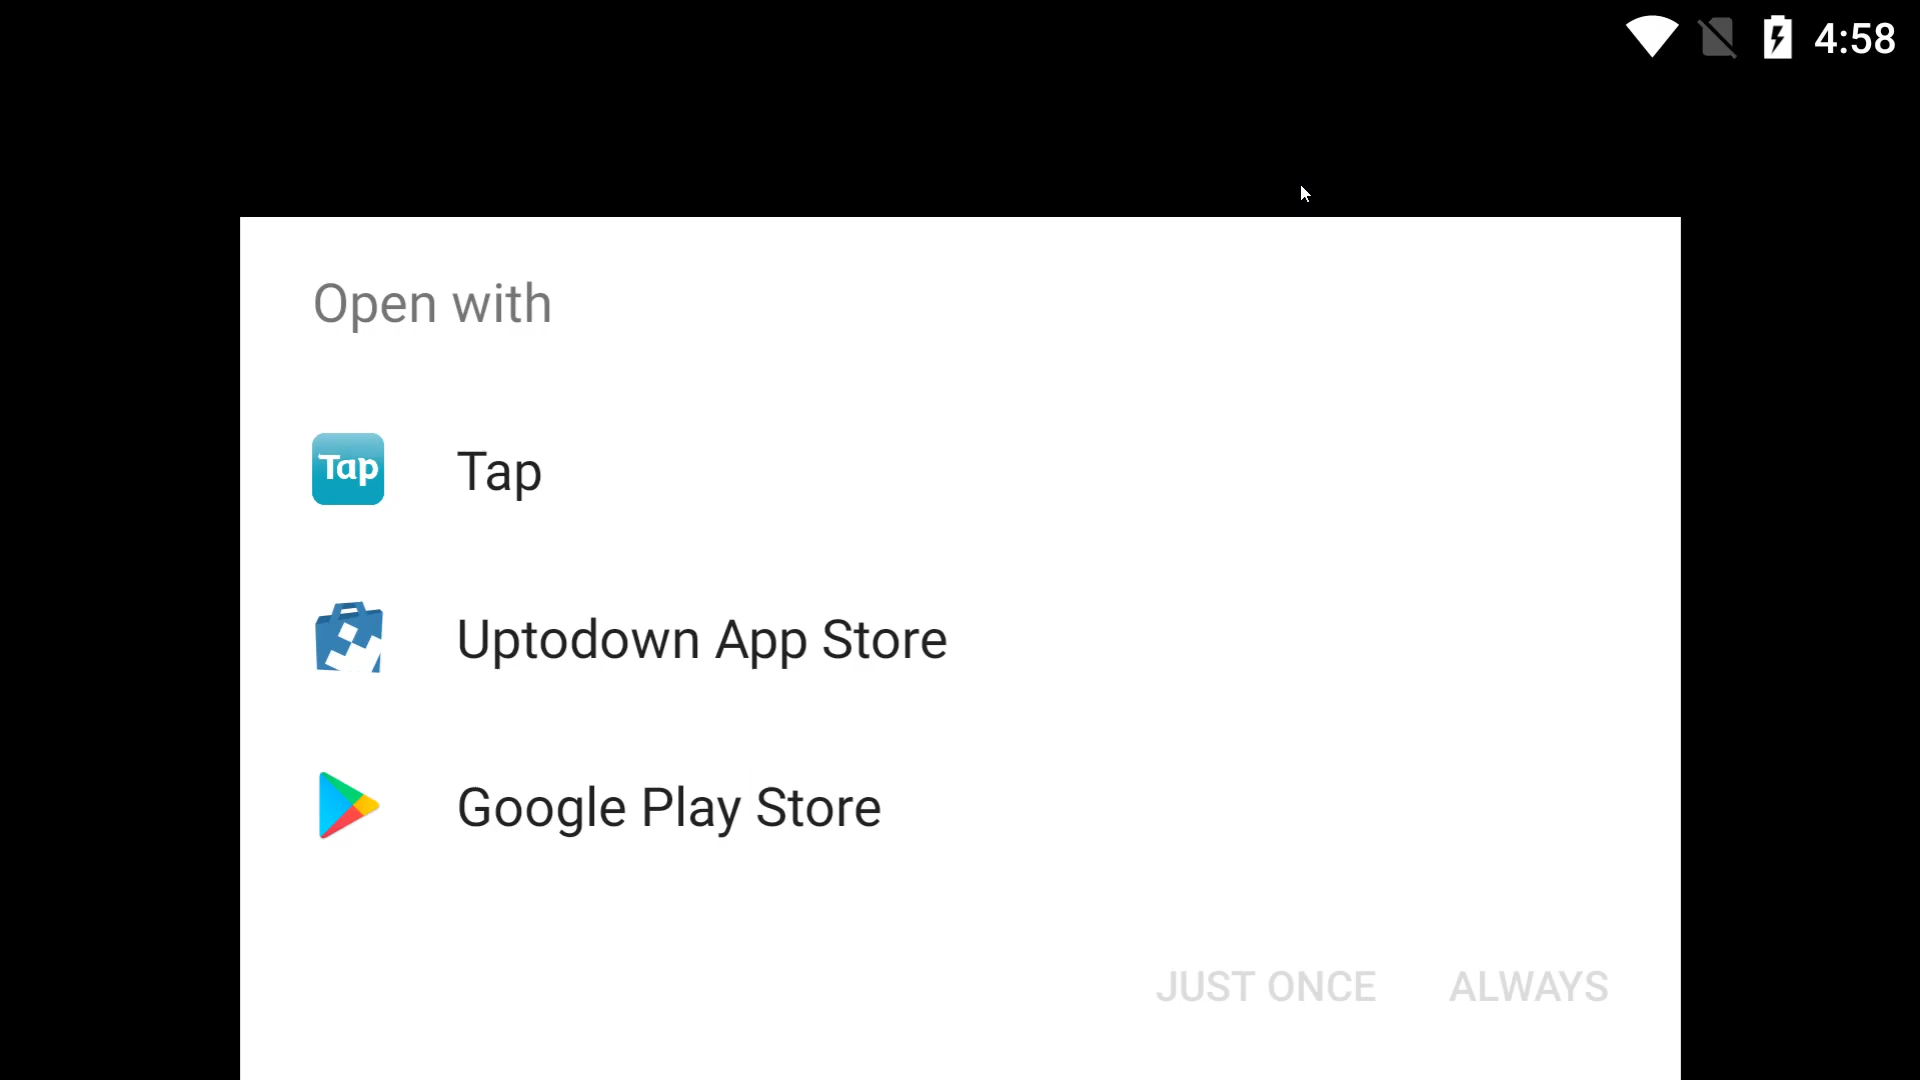 4:58
Open with
Tap
Tap
Uptodown App Store
Google Play Store
JUST ONCE ALWAYS